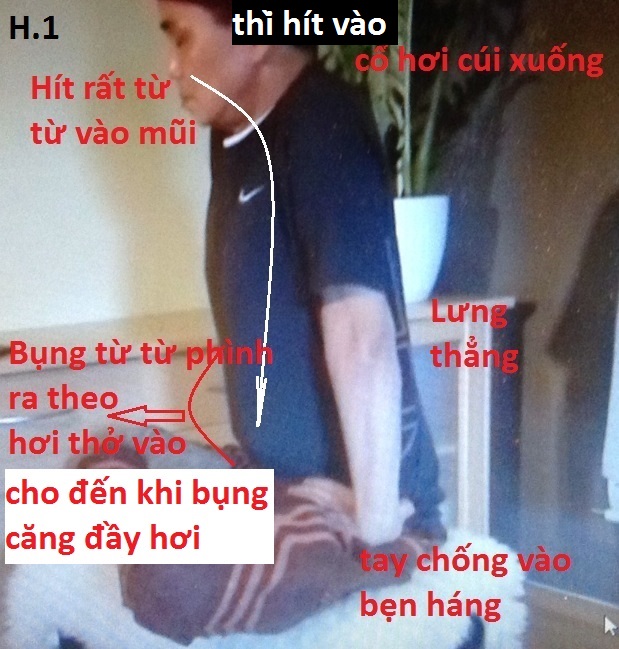 H.1
thì hít vào
cố hơi cúi xuống
Hít rất từ
từ vào mũi
Lưng
thẳng
Bụng từ từ phình
ra theo
hơi thở vào
cho đến khi bụng
căng đầy hơi
tay chống vào
bẹn háng